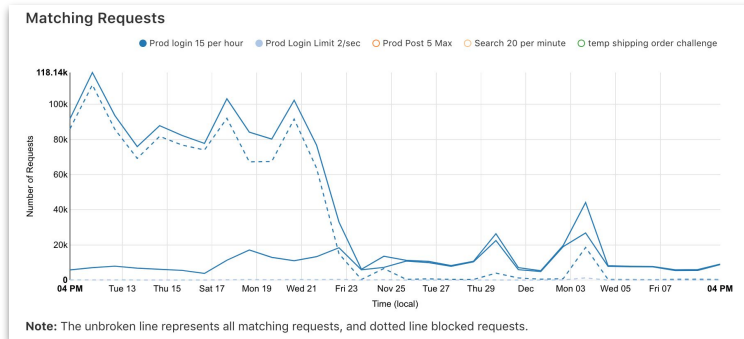 Matching Requests
Prod login 15 per hour Prod Login Limit 2/sec Prod Post 5 Max Search 20 per minute temp shipping order challenge
118.14k
100k
80k
60k
40k
20k
0
Number of Requests
04 PM Tue 13 Thu 15 Sat 17 Mon 19 Wed 21 Fri 23 Nov 25 Tue 27 Thu 29 Dec Mon 03 Wed 05 Fri 07 04 PM
Time (local)
Note: The unbroken line represents all matching requests, and dotted line blocked requests.